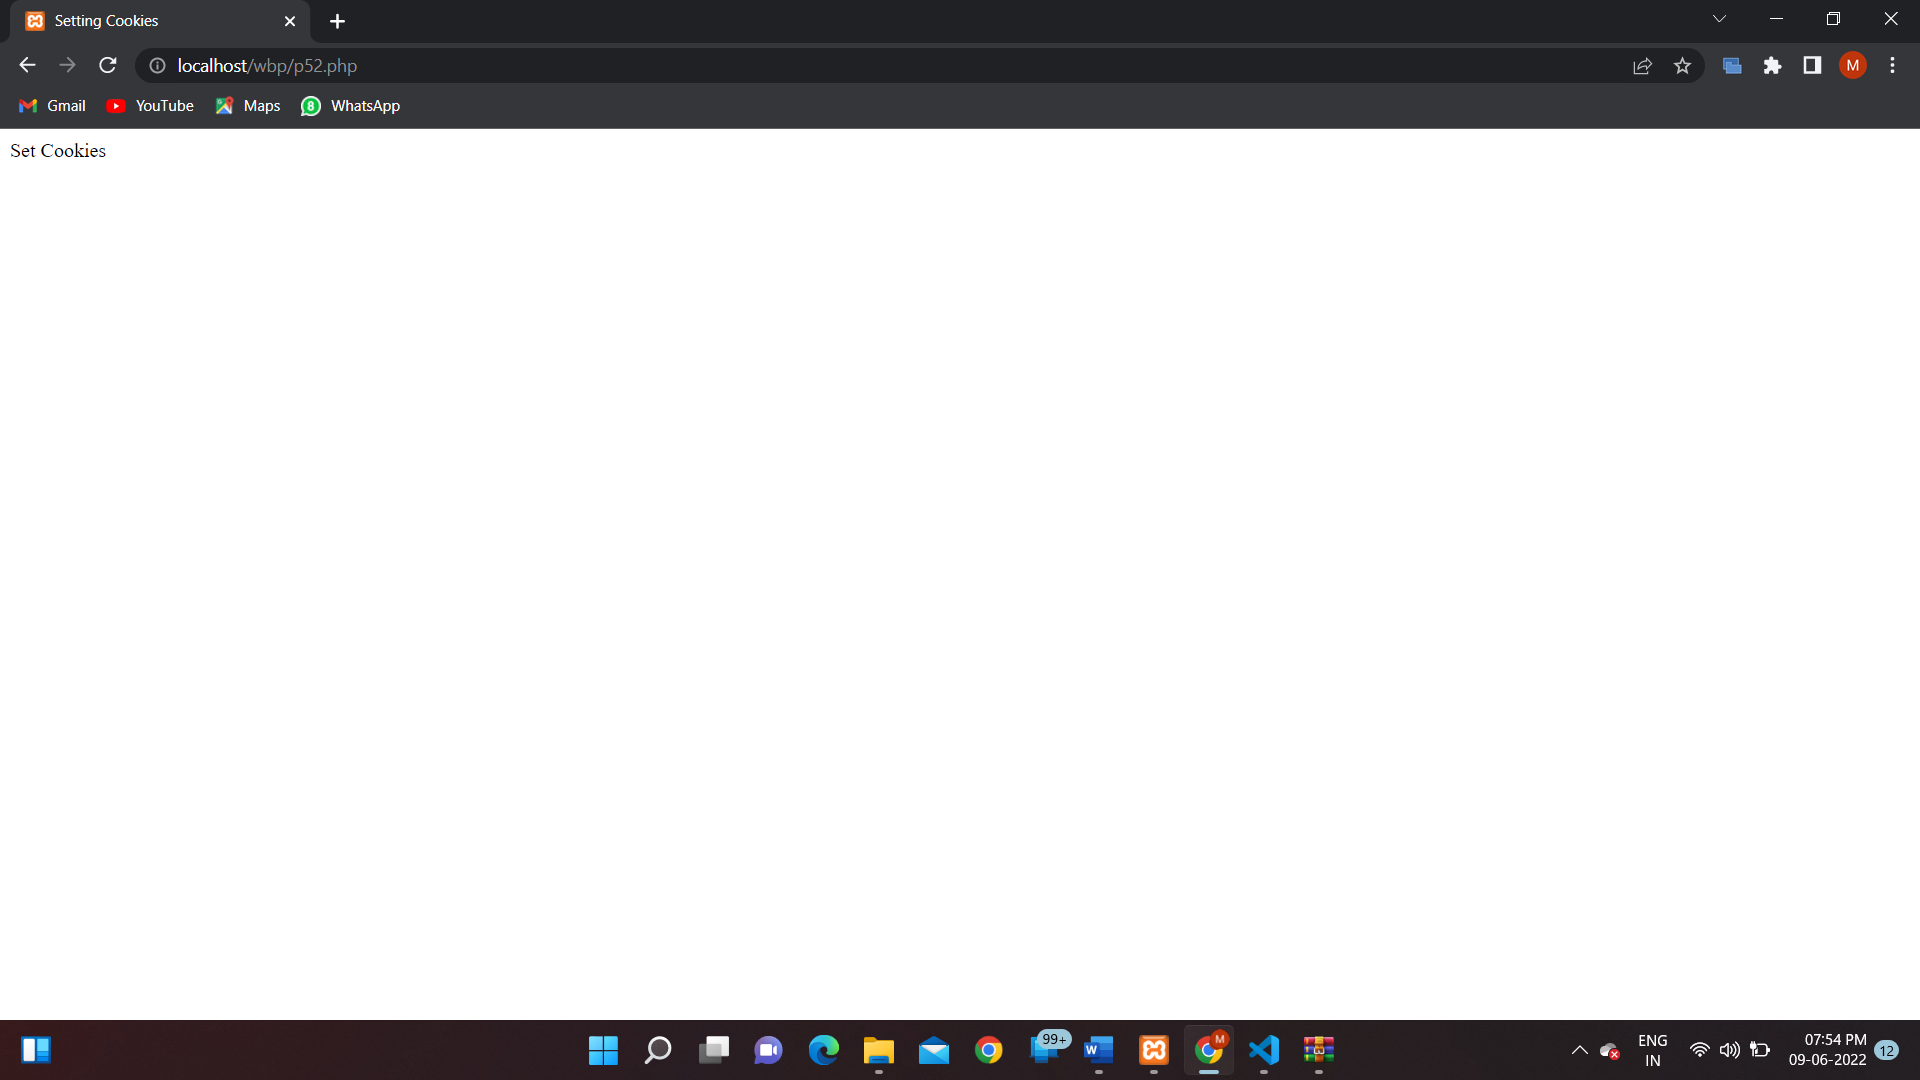 Setting Cookies
localhost/wbp/p52.php
M
Gmail YouTube Maps 8 WhatsApp
Set Cookies
99+
W
M
ENG
IN
07:54 PM
09-06-2022
12